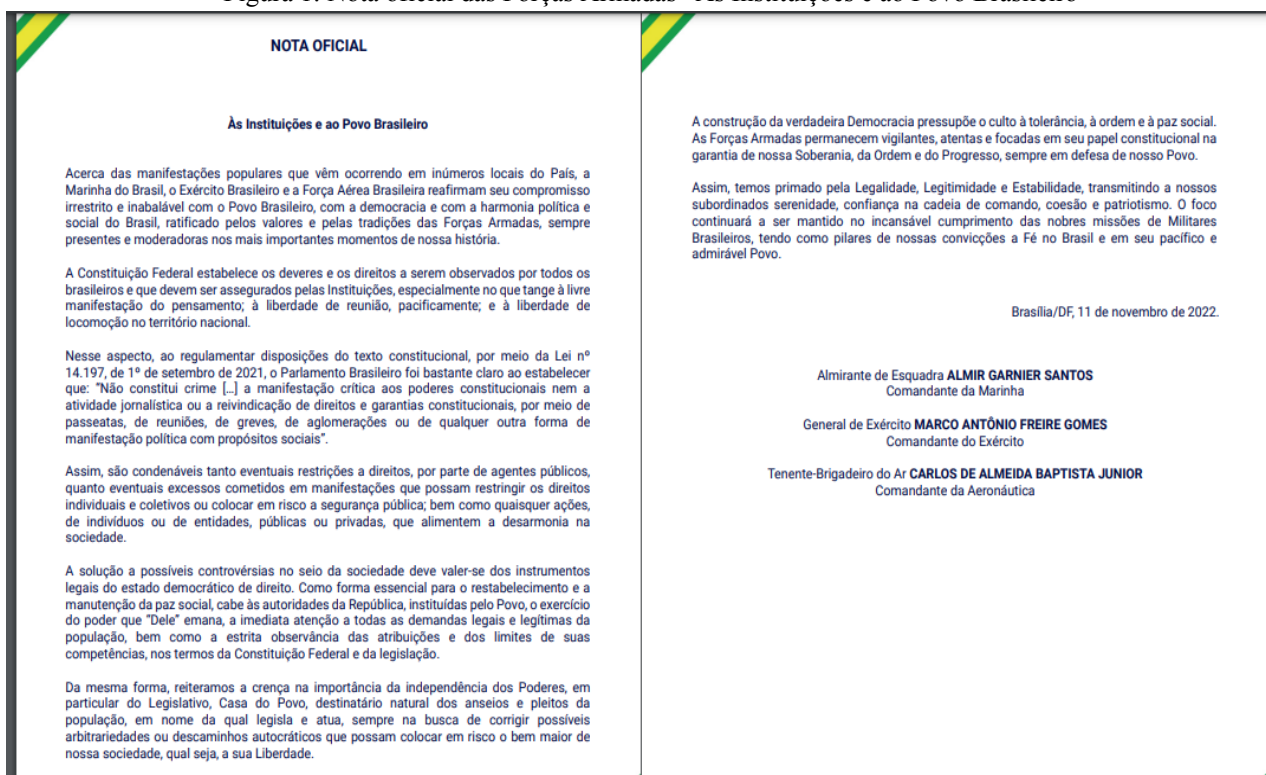 Figura 1: Nota oficial das Forças Armadas "Às Instituições e ao Povo Brasileiro"
NOTA OFICIAL
Às Instituições e ao Povo Brasileiro
Acerca das manifestações populares que vêm ocorrendo em inúmeros locais do País, a
Marinha do Brasil, o Exército Brasileiro e a Força Aérea Brasileira reafirmam seu compromisso
irrestrito e inabalável com o Povo Brasileiro, com a democracia e com a harmonia política e
social do Brasil, ratificado pelos valores e pelas tradições das Forças Armadas, sempre
presentes e moderadoras nos mais importantes momentos de nossa história.
A Constituição Federal estabelece os deveres e os direitos a serem observados por todos os
brasileiros e que devem ser assegurados pelas Instituições, especialmente no que tange à livre
manifestação do pensamento; à liberdade de reunião, pacificamente; e à liberdade de
locomoção no território nacional.
Nesse aspecto, ao regulamentar disposições do texto constitucional, por meio da Lei nº
14.197, de 1º de setembro de 2021, o Parlamento Brasileiro foi bastante claro ao estabelecer
que: "Não constitui crime [...] a manifestação crítica aos poderes constitucionais nem a
atividade jornalística ou a reivindicação de direitos e garantias constitucionais, por meio de
passeatas, de reuniões, de greves, de aglomerações ou de qualquer outra forma de
manifestação política com propósitos sociais".
Assim, são condenáveis tanto eventuais restrições a direitos, por parte de agentes públicos,
quanto eventuais excessos cometidos em manifestações que possam restringir os direitos
individuais e coletivos ou colocar em risco a segurança pública; bem como quaisquer ações,
de indivíduos ou de entidades, públicas ou privadas, que alimentem a desarmonia na
sociedade.
A solução a possíveis controvérsias no seio da sociedade deve valer-se dos instrumentos
legais do estado democrático de direito. Como forma essencial para o restabelecimento e a
manutenção da paz social, cabe às autoridades da República, instituídas pelo Povo, o exercício
do poder que "Dele" emana, a imediata atenção a todas as demandas legais e legítimas da
população, bem como a estrita observância das atribuições e dos limites de suas
competências, nos termos da Constituição Federal e da legislação.
Da mesma forma, reiteramos a crença na importância da independência dos Poderes, em
particular do Legislativo, Casa do Povo, destinatário natural dos anseios e pleitos da
população, em nome da qual legisla e atua, sempre na busca de corrigir possíveis
arbitrariedades ou descaminhos autocráticos que possam colocar em risco o bem maior de
nossa sociedade, qual seja, a sua Liberdade.
A construção da verdadeira Democracia pressupõe o culto à tolerância, à ordem e à paz social.
As Forças Armadas permanecem vigilantes, atentas e focadas em seu papel constitucional na
garantia de nossa Soberania, da Ordem e do Progresso, sempre em defesa de nosso Povo.
Assim, temos primado pela Legalidade, Legitimidade e Estabilidade, transmitindo a nossos
subordinados serenidade, confiança na cadeia de comando, coesão e patriotismo. O foco
continuará a ser mantido no incansável cumprimento das nobres missões de Militares
Brasileiros, tendo como pilares de nossas convicções a Fé no Brasil e em seu pacífico e
admirável Povo.
Brasília/DF, 11 de novembro de 2022.
Almirante de Esquadra ALMIR GARNIER SANTOS
Comandante da Marinha
General de Exército MARCO ANTÔNIO FREIRE GOMES
Comandante do Exército
Tenente-Brigadeiro do Ar CARLOS DE ALMEIDA BAPTISTA JUNIOR
Comandante da Aeronáutica